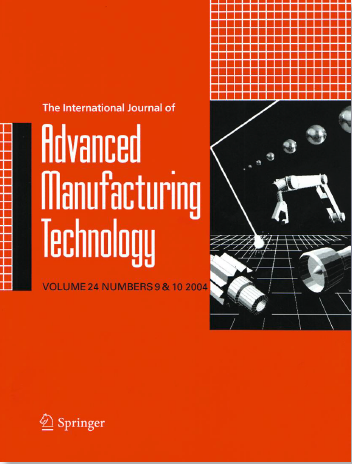 The International Journal of
Advanced
Manufacturing
Technology
VOLUME 24 NUMBERS 9 & 10 2004
Springer